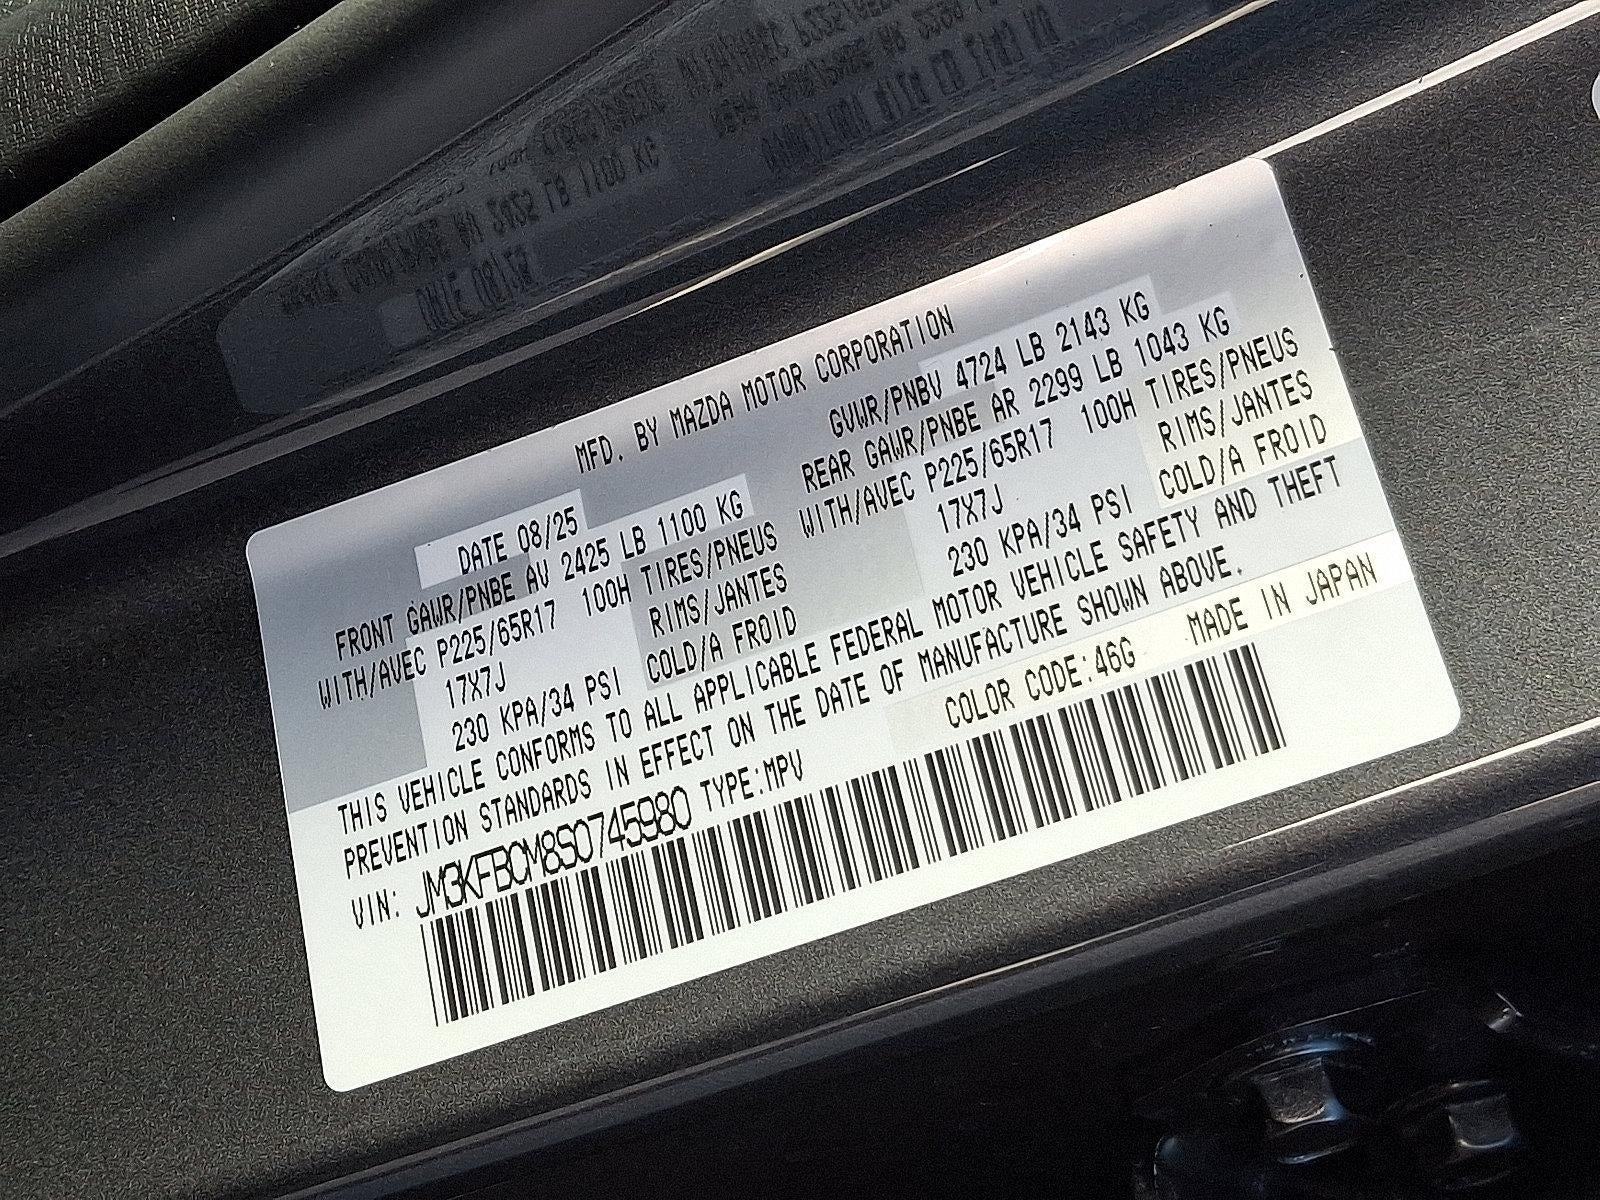 MFD. BY MAZDA MOTOR CORPORATION
DATE 08/25 GVWR/PNBV 4724 LB 2143 KG
FRONT GAWR/PNBE AV 2425 LB 1100 KG REAR GAWR/PNBE AR 2299 LB 1043 KG
WITH/AVEC P225/65R17 100H TIRES/PNEUS WITH/AVEC P225/65R17 100H TIRES/PNEUS
17X7J RIMS/JANTES 17X7J RIMS/JANTES
230 KPA/34 PSI COLD/A FROID 230 KPA/34 PSI COLD/A FROID
THIS VEHICLE CONFORMS TO ALL APPLICABLE FEDERAL MOTOR VEHICLE SAFETY AND THEFT
PREVENTION STANDARDS IN EFFECT ON THE DATE OF MANUFACTURE SHOWN ABOVE.
VIN: JM3KFBCM8S0745980 TYPE:MPV COLOR CODE:46G MADE IN JAPAN